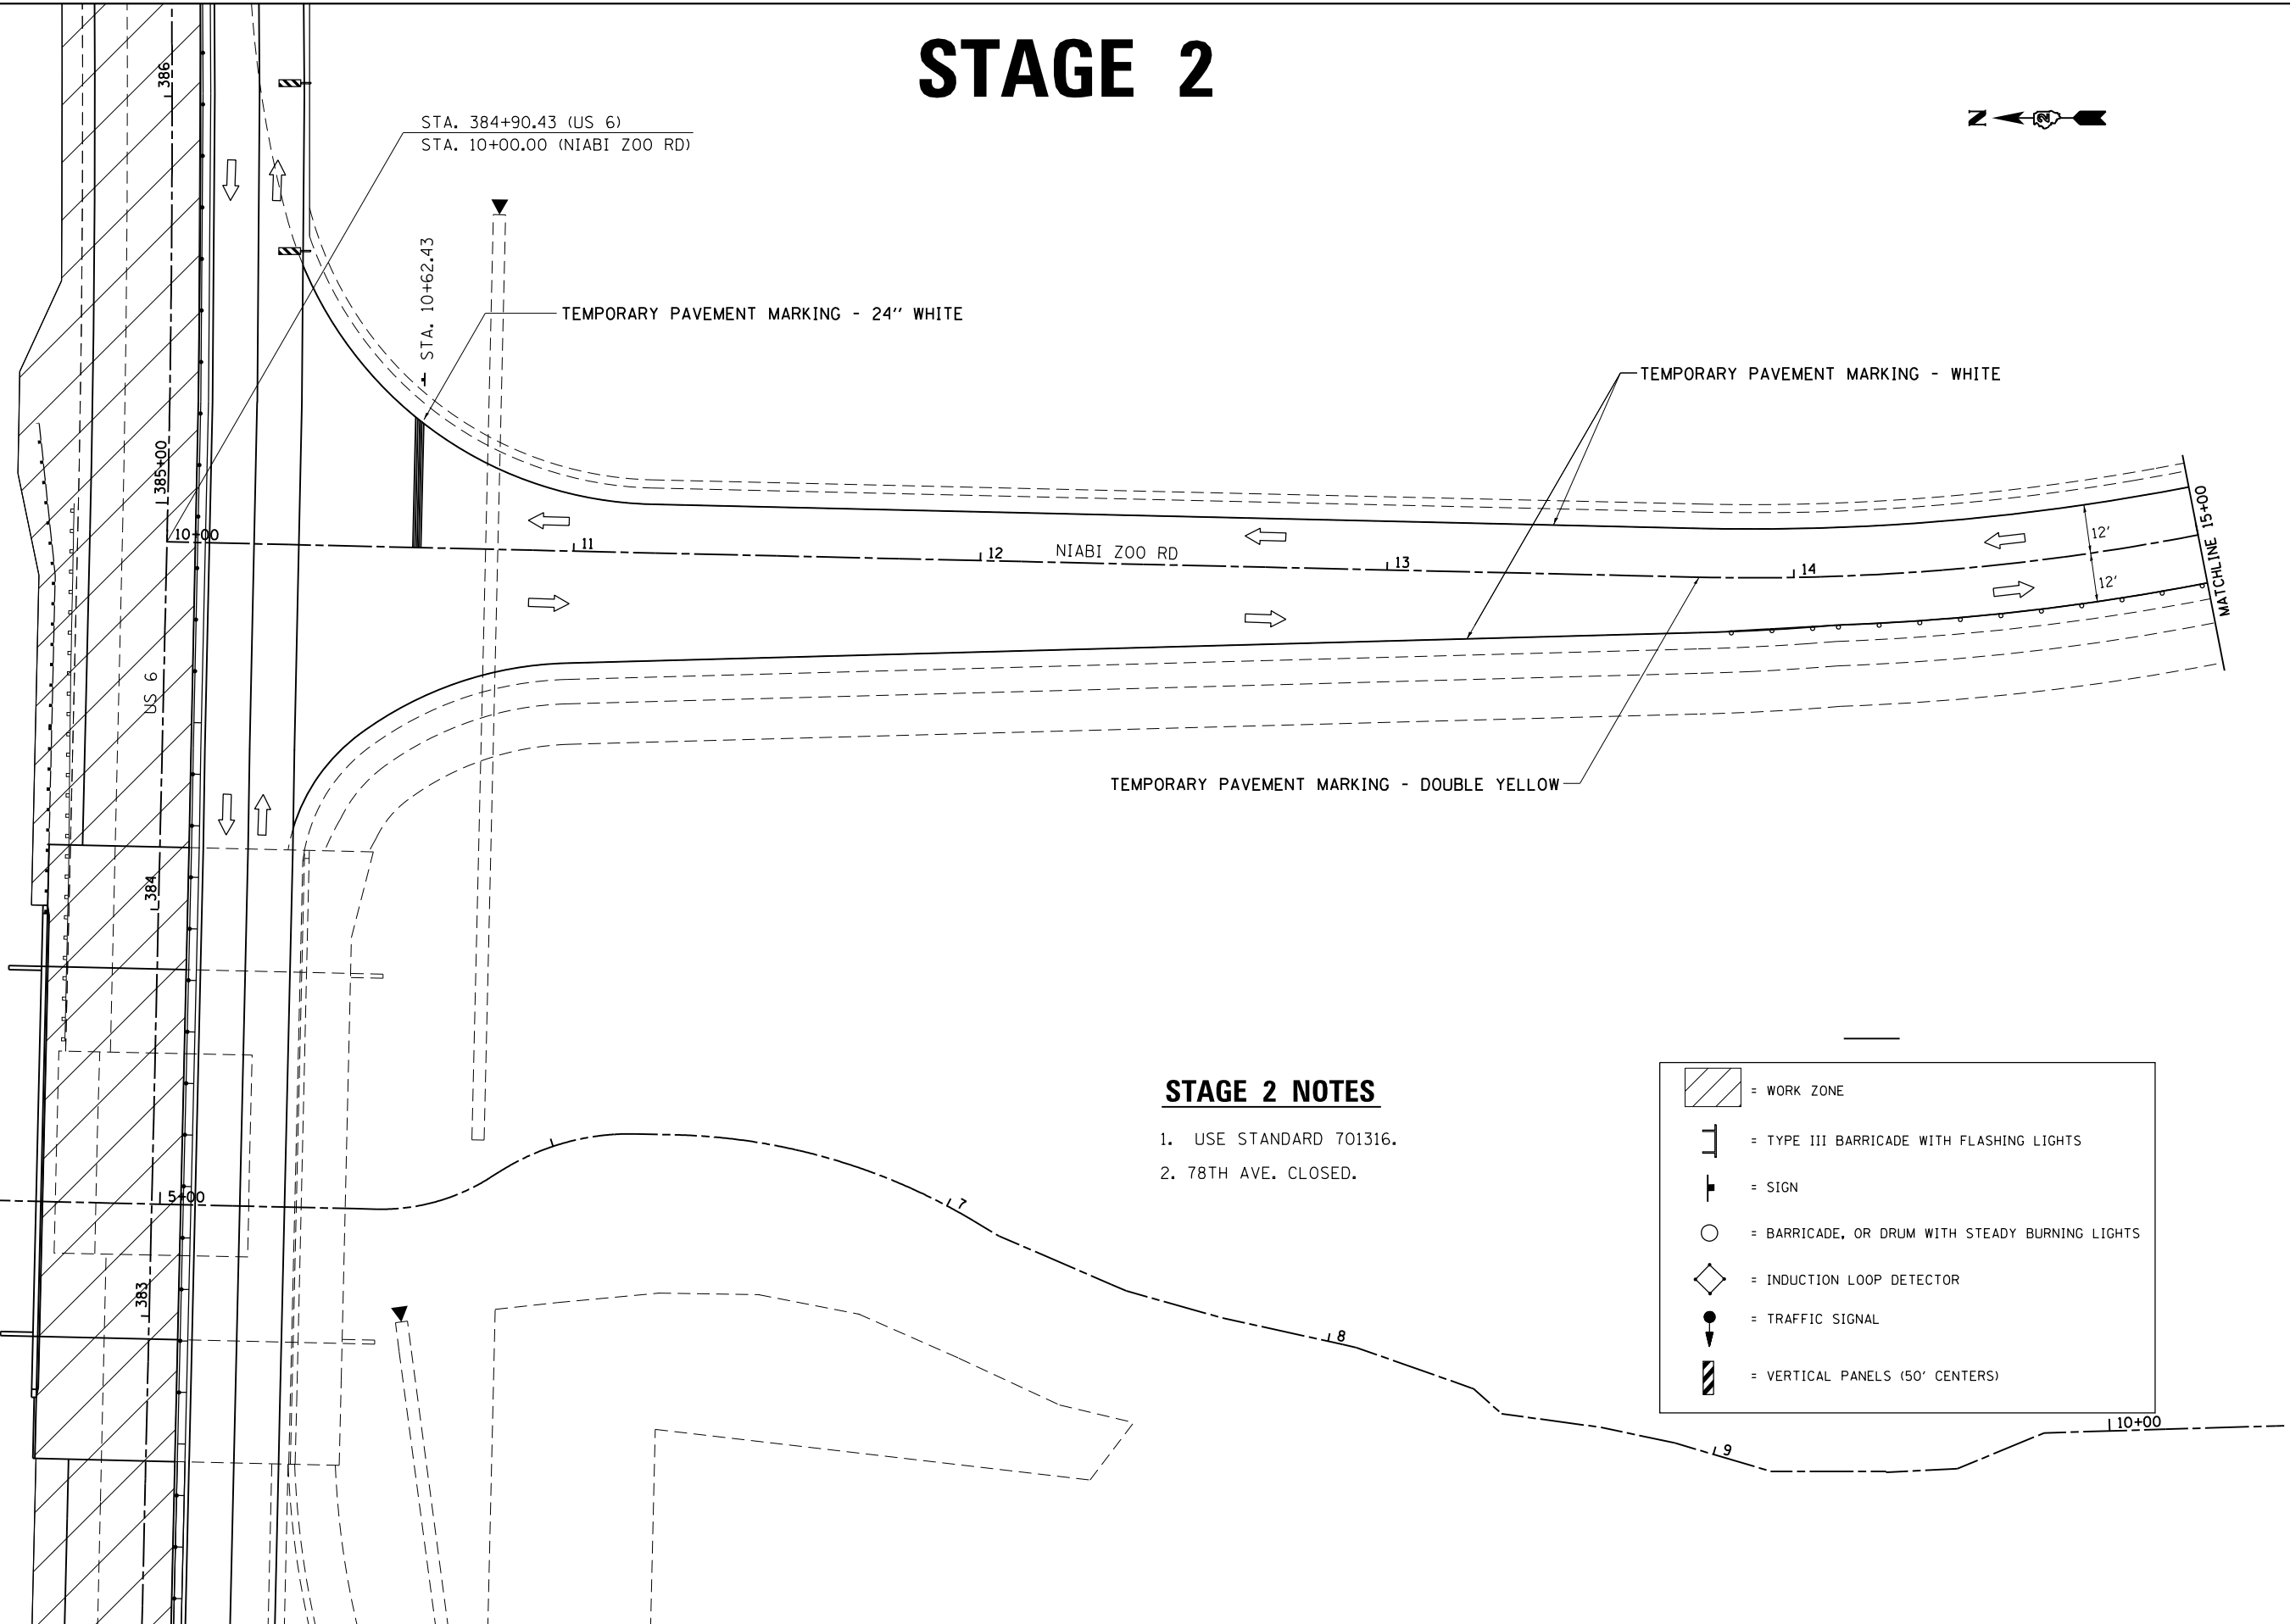 STAGE 2
386
N
2
STA. 384+90.43 (US 6)
STA. 10+00.00 (NIABI ZOO RD)
STA. 10+62.43
TEMPORARY PAVEMENT MARKING - 24'' WHITE
TEMPORARY PAVEMENT MARKING - WHITE
385+00
10+00
11
12
NIABI ZOO RD
13
14
12'
12'
MATCHLINE 15+00
US 6
TEMPORARY PAVEMENT MARKING - DOUBLE YELLOW
384
STAGE 2 NOTES
1. USE STANDARD 701316.
2. 78TH AVE. CLOSED.
= WORK ZONE
= TYPE III BARRICADE WITH FLASHING LIGHTS
= SIGN
= BARRICADE, OR DRUM WITH STEADY BURNING LIGHTS
= INDUCTION LOOP DETECTOR
= TRAFFIC SIGNAL
= VERTICAL PANELS (50' CENTERS)
5+00
7
383
8
9
10+00